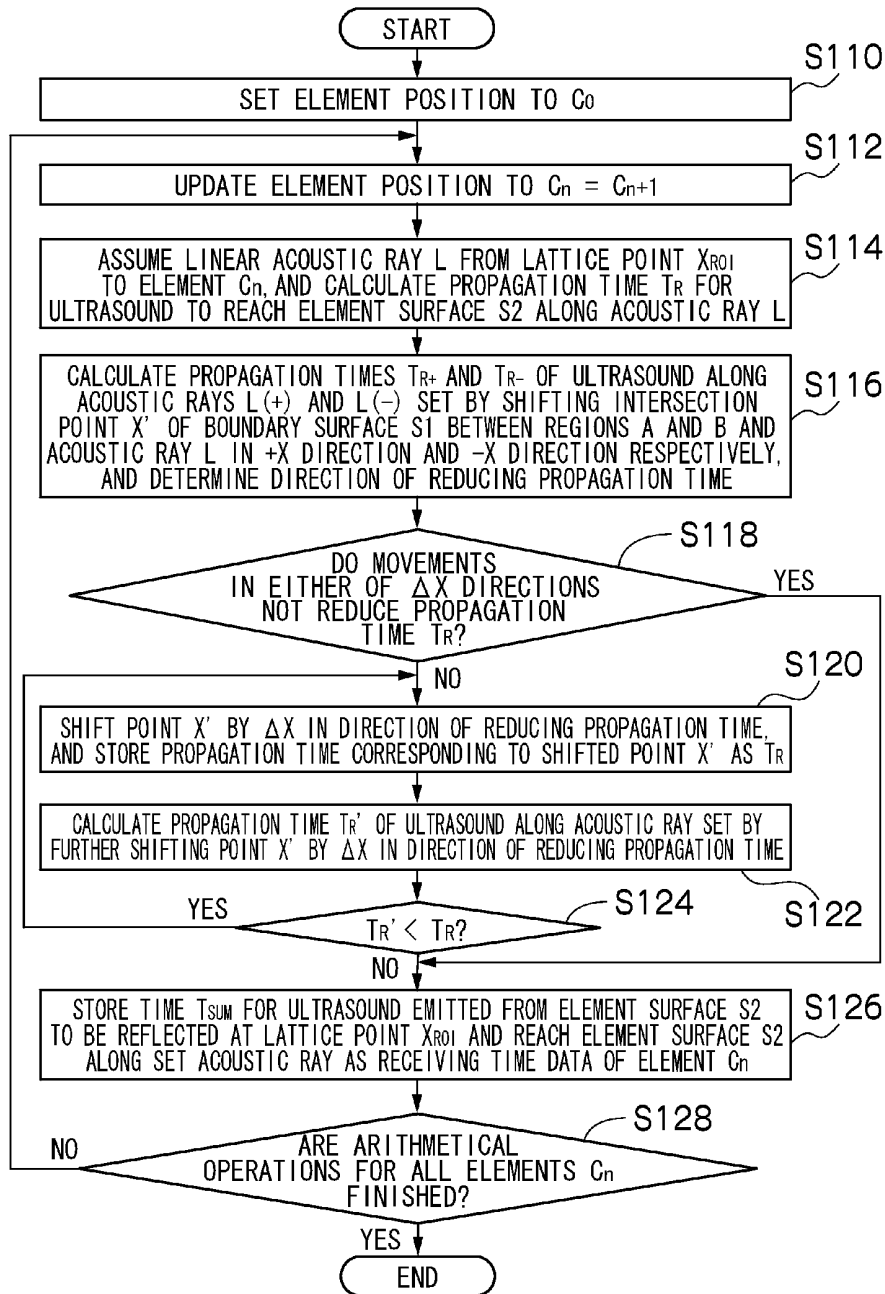 START
S110
SET ELEMENT POSITION TO C0
S112
UPDATE ELEMENT POSITION TO Cn = Cn+1
S114
ASSUME LINEAR ACOUSTIC RAY L FROM LATTICE POINT XROI
TO ELEMENT Cn, AND CALCULATE PROPAGATION TIME TR FOR
ULTRASOUND TO REACH ELEMENT SURFACE S2 ALONG ACOUSTIC RAY L
S116
CALCULATE PROPAGATION TIMES TR+ AND TR- OF ULTRASOUND ALONG
ACOUSTIC RAYS L(+) AND L(-) SET BY SHIFTING INTERSECTION
POINT X' OF BOUNDARY SURFACE S1 BETWEEN REGIONS A AND B AND
ACOUSTIC RAY L IN +X DIRECTION AND -X DIRECTION RESPECTIVELY,
AND DETERMINE DIRECTION OF REDUCING PROPAGATION TIME
S118
DO MOVEMENTS
IN EITHER OF ΔX DIRECTIONS
NOT REDUCE PROPAGATION
TIME TR?
YES
NO
S120
SHIFT POINT X' BY ΔX IN DIRECTION OF REDUCING PROPAGATION TIME,
AND STORE PROPAGATION TIME CORRESPONDING TO SHIFTED POINT X' AS TR
CALCULATE PROPAGATION TIME TR' OF ULTRASOUND ALONG ACOUSTIC RAY SET BY
FURTHER SHIFTING POINT X' BY ΔX IN DIRECTION OF REDUCING PROPAGATION TIME
S122
YES
S124
TR' < TR?
NO
S126
STORE TIME TSUM FOR ULTRASOUND EMITTED FROM ELEMENT SURFACE S2
TO BE REFLECTED AT LATTICE POINT XROI AND REACH ELEMENT SURFACE S2
ALONG SET ACOUSTIC RAY AS RECEIVING TIME DATA OF ELEMENT Cn
S128
NO
ARE ARITHMETICAL
OPERATIONS FOR ALL ELEMENTS Cn
FINISHED?
YES
END